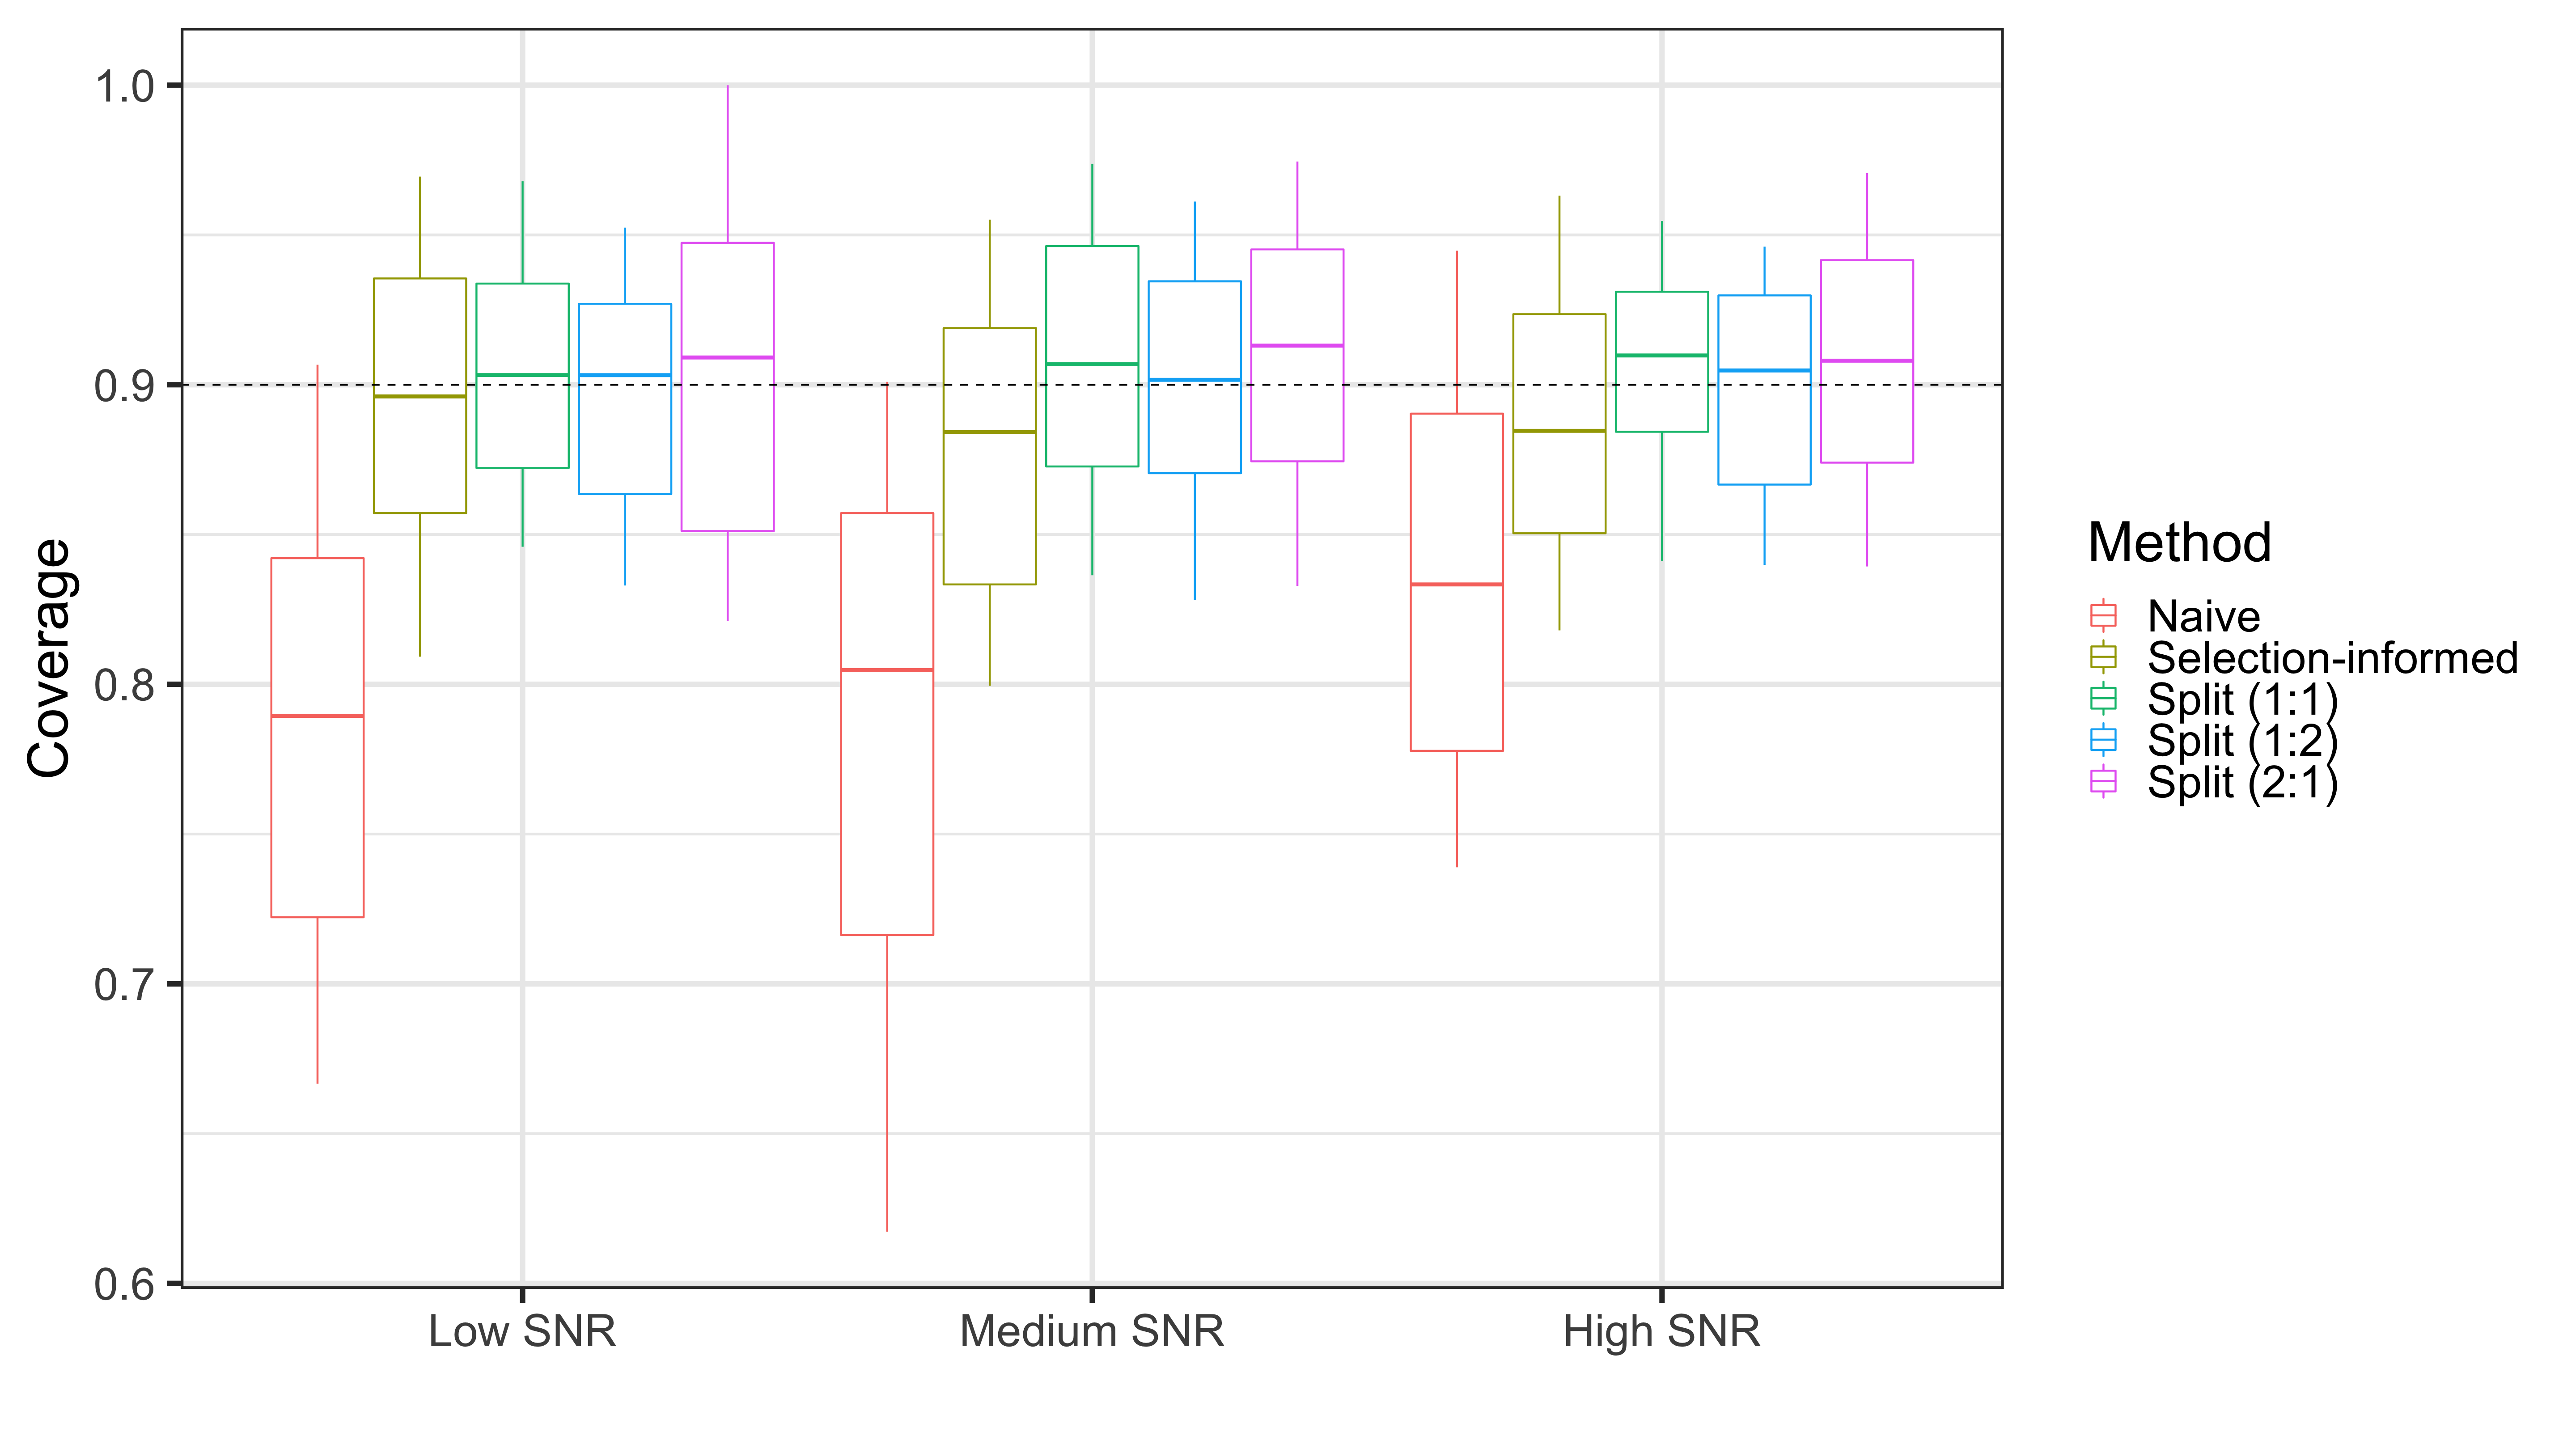 Coverage
1.0
0.9
0.8
0.7
0.6
Low SNR
Medium SNR
High SNR
Method
Naive
Selection-informed
Split (1:1)
Split (1:2)
Split (2:1)